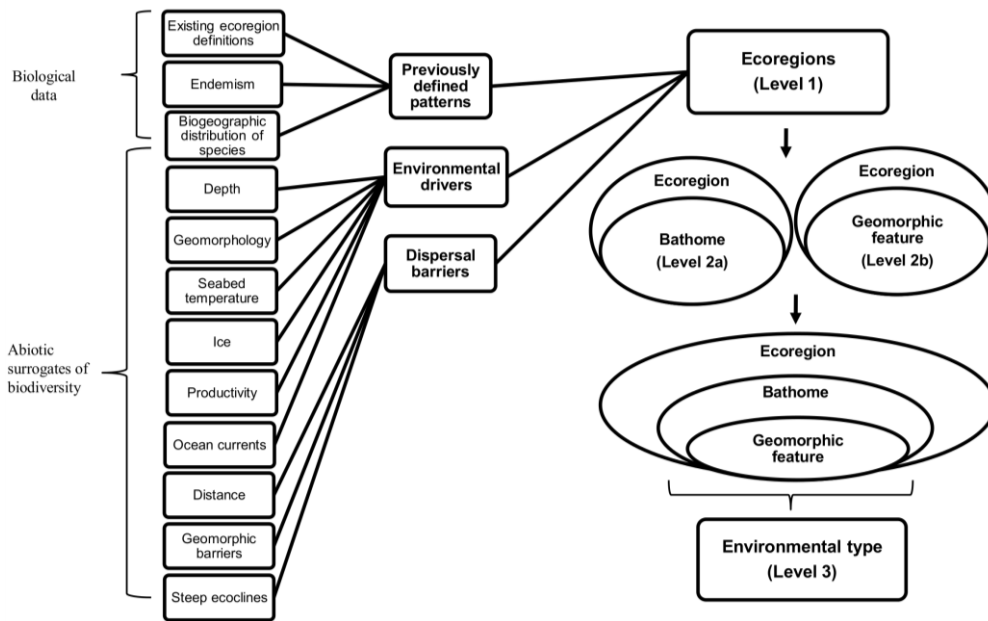 Biological
data
Abiotic
surrogates of
biodiversity
Existing ecoregion
definitions
Endemism
Biogeographic
distribution of
species
Depth
Geomorphology
Seabed
temperature
Ice
Productivity
Ocean currents
Distance
Geomorphic
barriers
Steep ecoclines
Previously
defined
patterns
Environmental
drivers
Dispersal
barriers
Ecoregions
(Level 1)
Ecoregion
Bathome
(Level 2a)
Ecoregion
Geomorphic
feature
(Level 2b)
Ecoregion
Bathome
Geomorphic
feature
Environmental type
(Level 3)